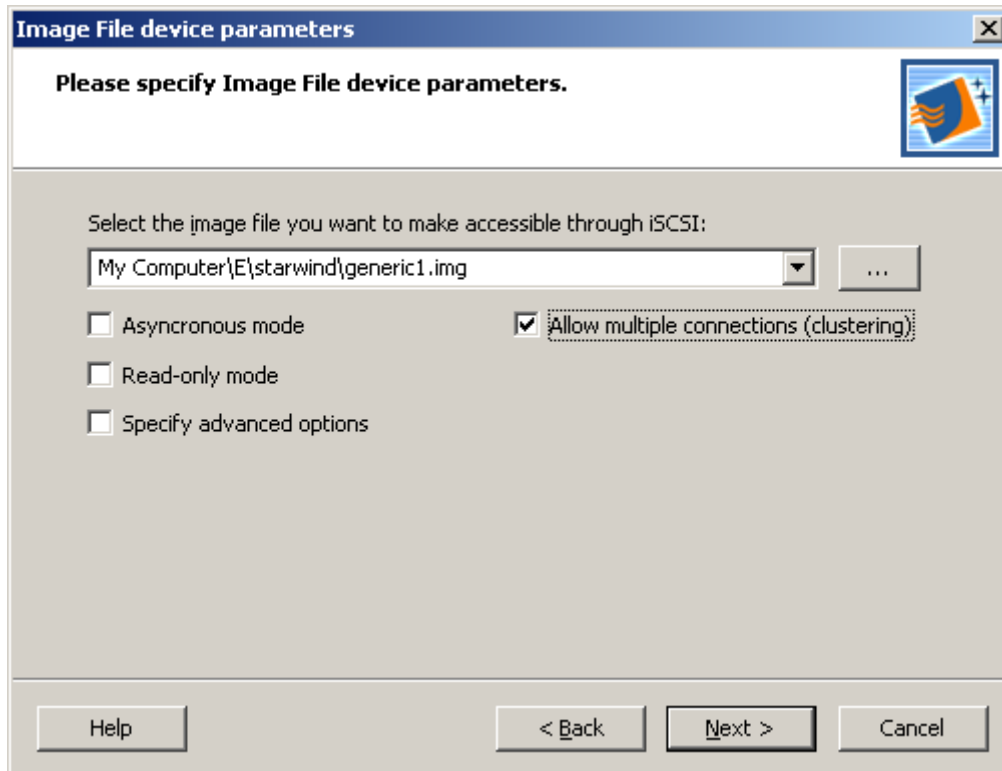 Image File device parameters
Please specify Image File device parameters.
Select the image file you want to make accessible through iSCSI:
My Computer\E\starwind\generic1.img
...
Asyncronous mode
Allow multiple connections (clustering)
Read-only mode
Specify advanced options
Help
< Back
Next >
Cancel